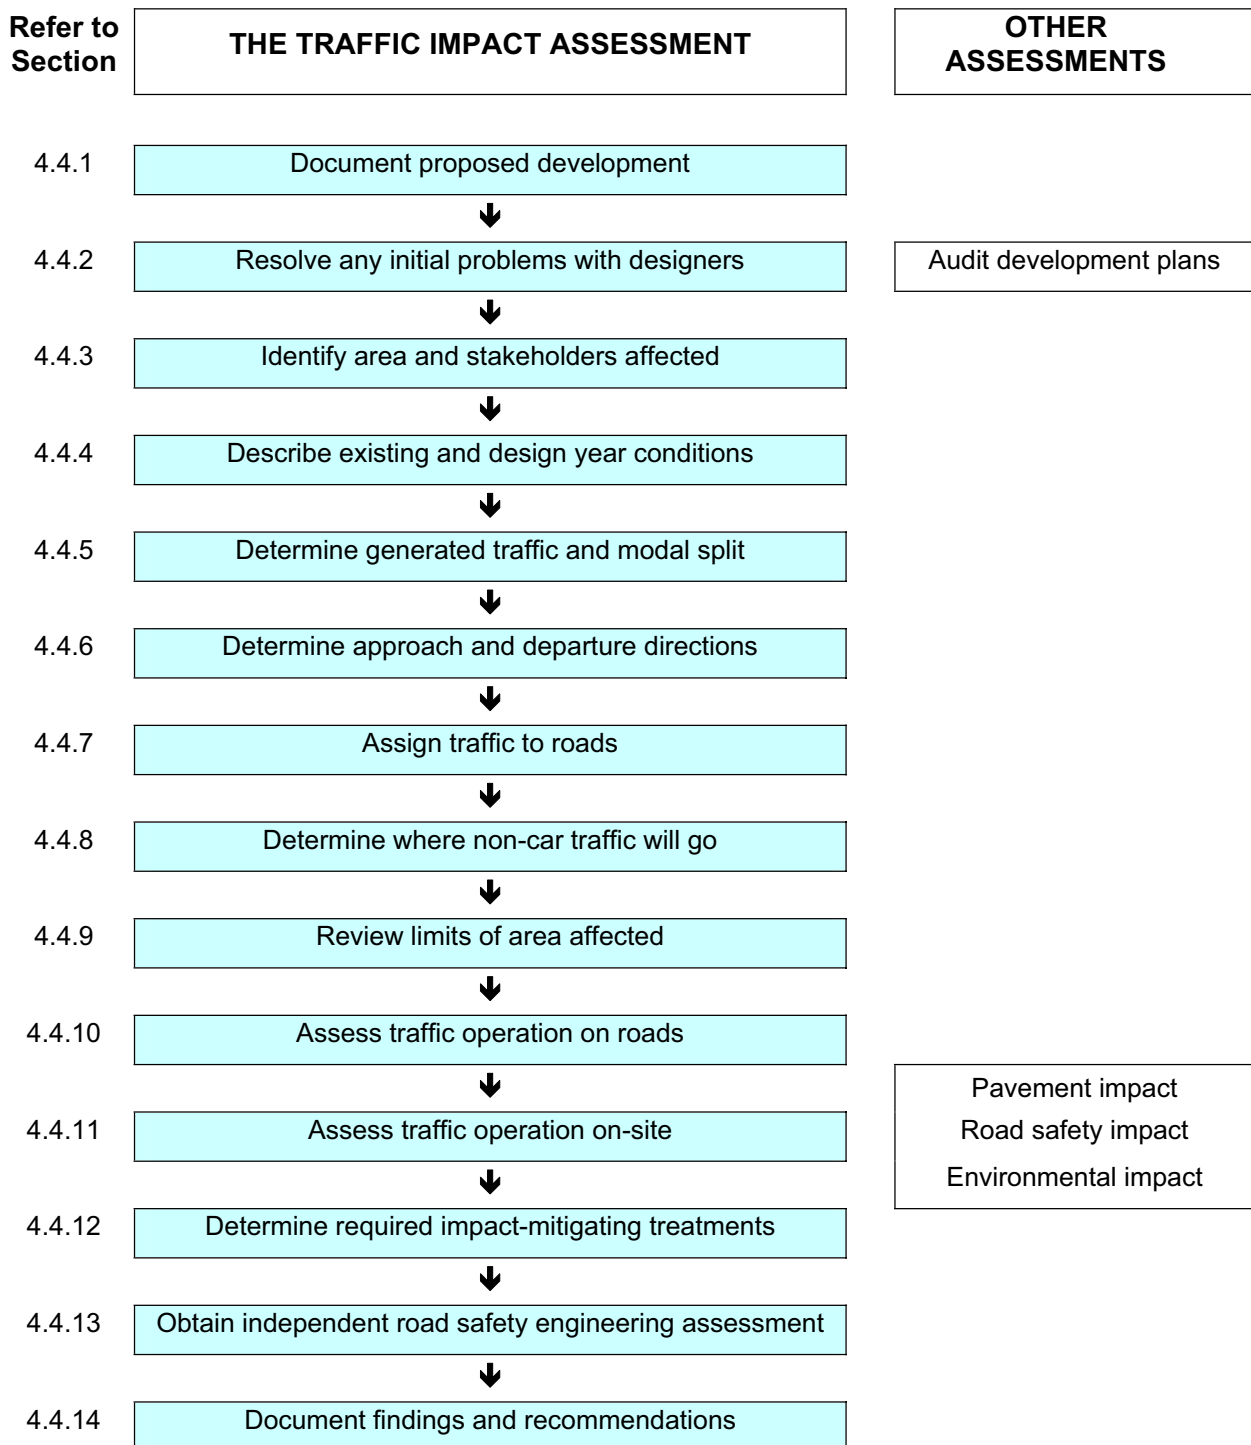 Refer to
Section
THE TRAFFIC IMPACT ASSESSMENT
OTHER
ASSESSMENTS
4.4.1
Document proposed development
4.4.2
Resolve any initial problems with designers
Audit development plans
4.4.3
Identify area and stakeholders affected
4.4.4
Describe existing and design year conditions
4.4.5
Determine generated traffic and modal split
4.4.6
Determine approach and departure directions
4.4.7
Assign traffic to roads
4.4.8
Determine where non-car traffic will go
4.4.9
Review limits of area affected
4.4.10
Assess traffic operation on roads
Pavement impact
4.4.11
Assess traffic operation on-site
Road safety impact
Environmental impact
4.4.12
Determine required impact-mitigating treatments
4.4.13
Obtain independent road safety engineering assessment
4.4.14
Document findings and recommendations